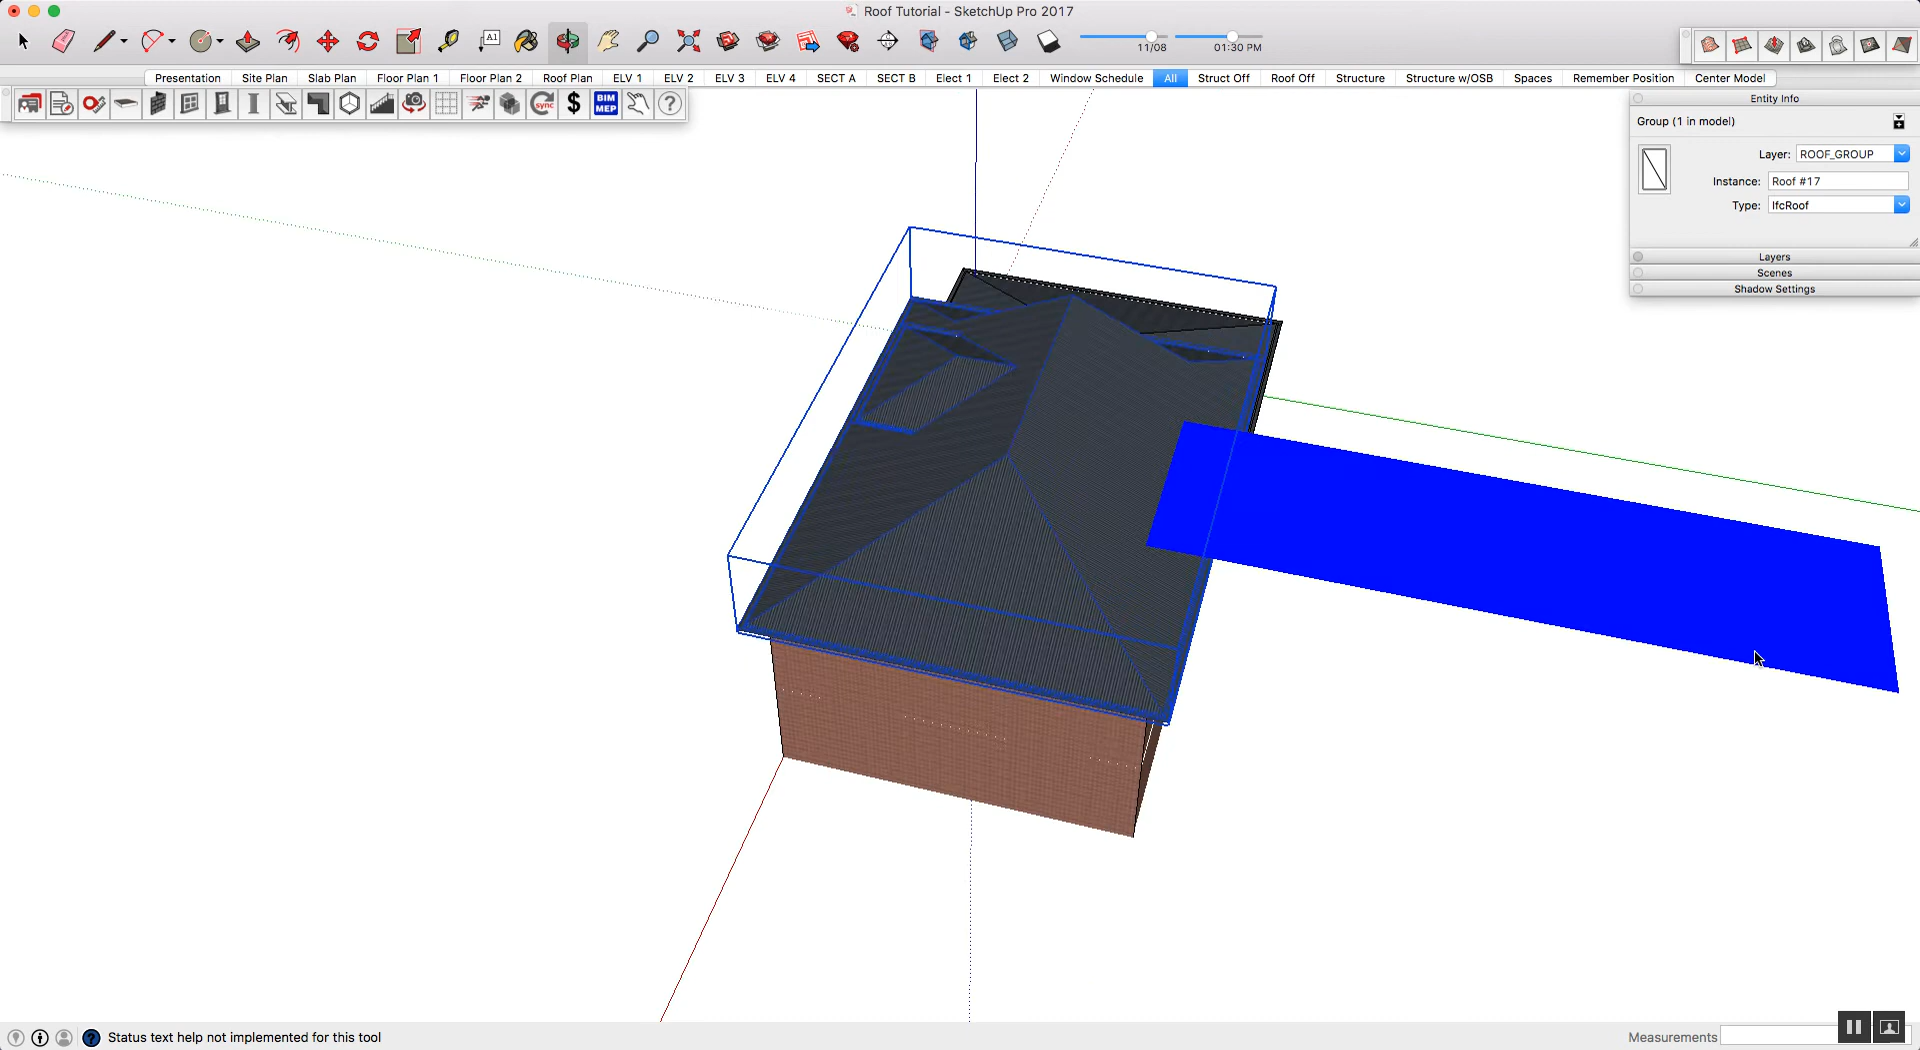 Roof Tutorial - SketchUp Pro 2017
A1
11/08
01:30 PM
Presentation Site Plan Slab Plan Floor Plan 1 Floor Plan 2 Roof Plan ELV 1 ELV 2 ELV 3 ELV 4 SECT A SECT B Elect 1 Elect 2 Window Schedule All Struct Off Roof Off Structure Structure w/OSB Spaces Remember Position Center Model
sync $ BIM MEP ?
Entity Info
Group (1 in model)
Layer: ROOF_GROUP
Instance: Roof #17
Type: IfcRoof
Layers
Scenes
Shadow Settings
? Status text help not implemented for this tool
Measurements